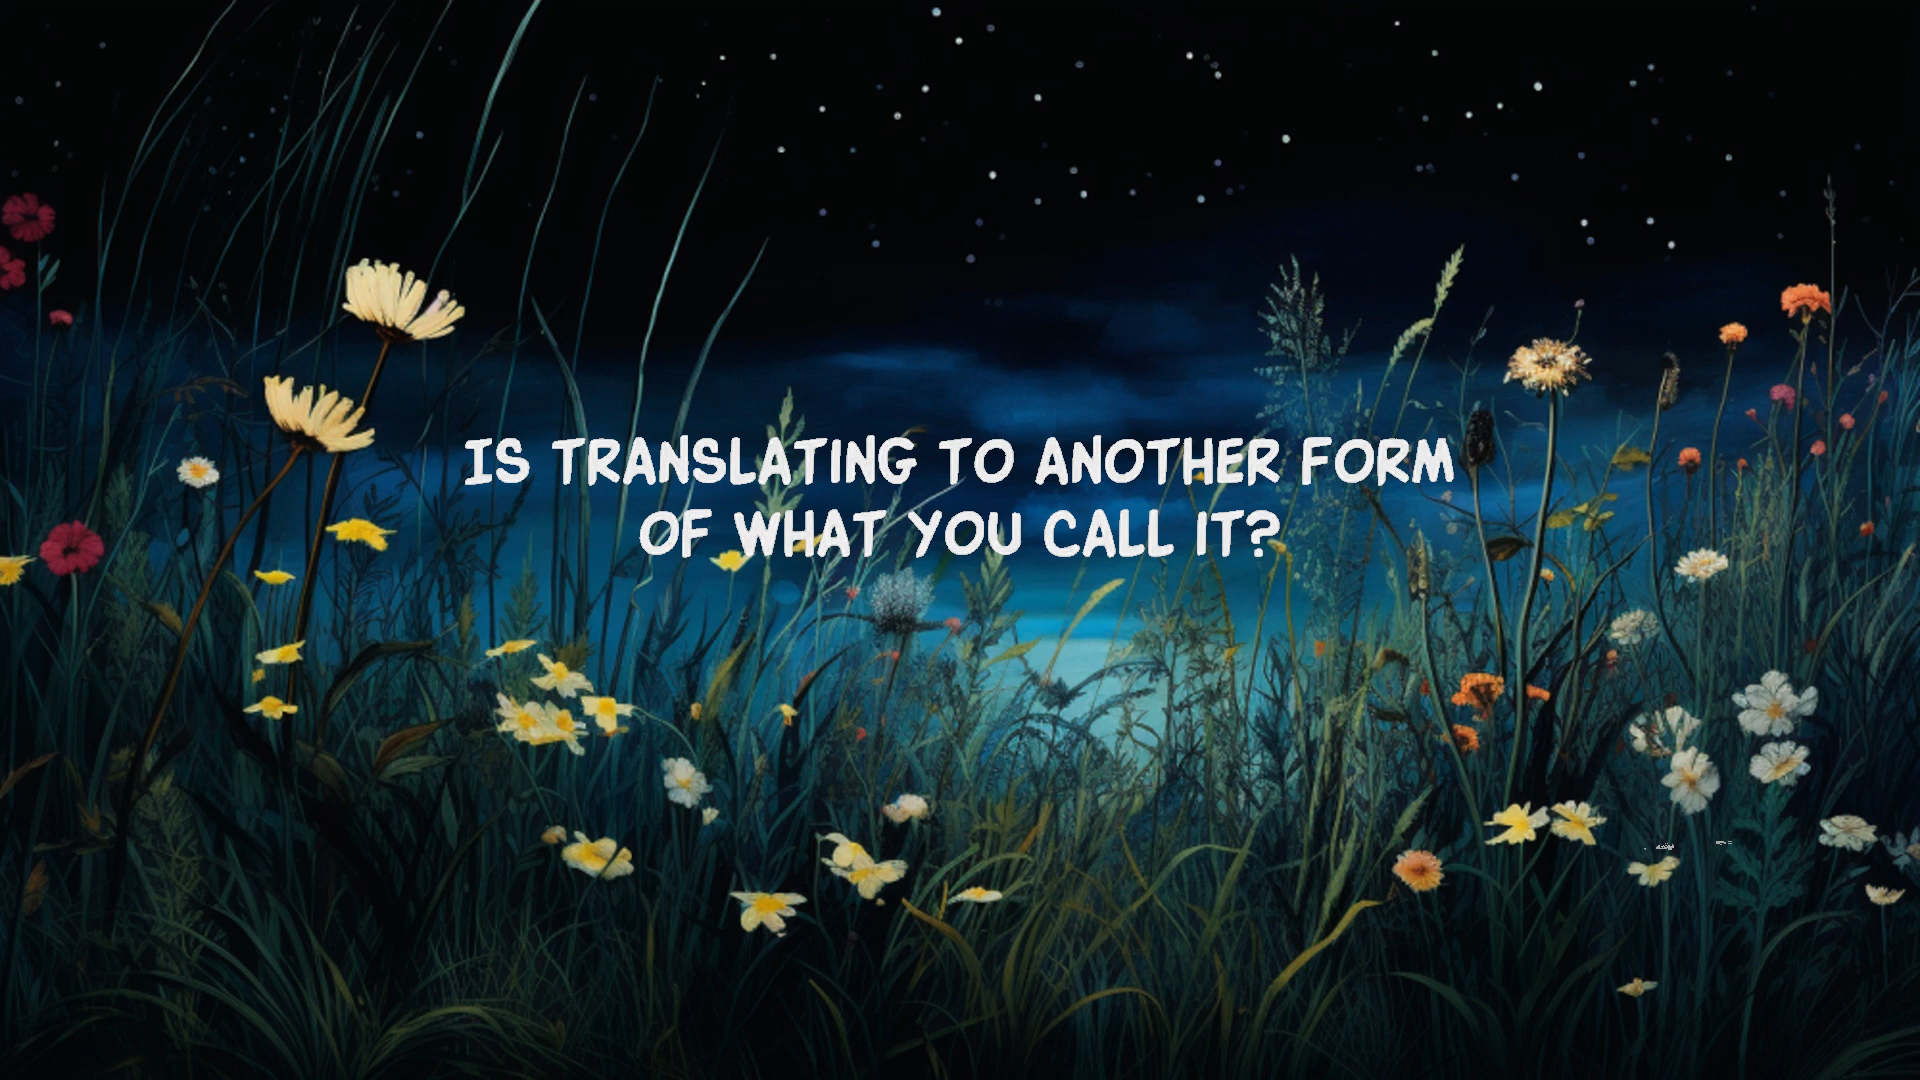 IS TRANSLATING TO ANOTHER FORM
OF WHAT YOU CALL IT?